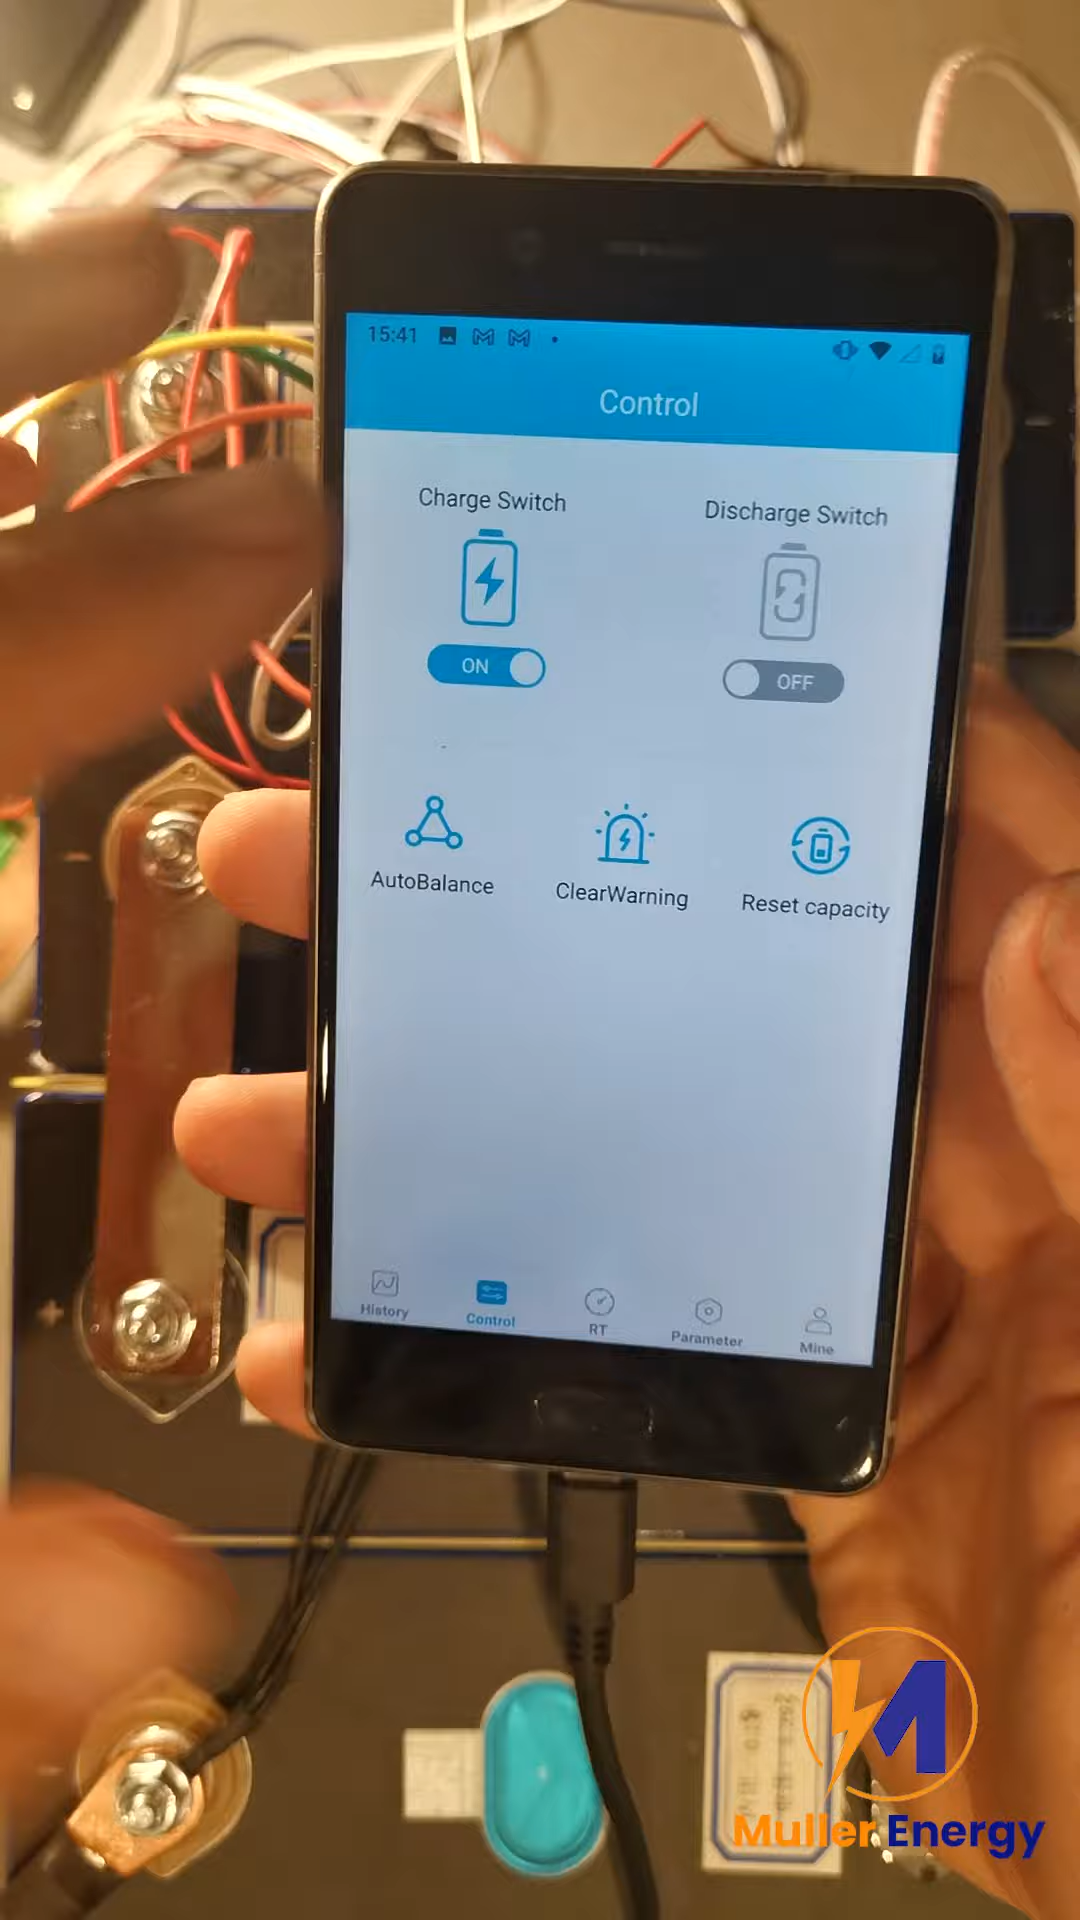 15:41
Control
Charge Switch
Discharge Switch
ON
OFF
AutoBalance
ClearWarning
Reset capacity
History
Control
RT
Parameter
Mine
Muller Energy